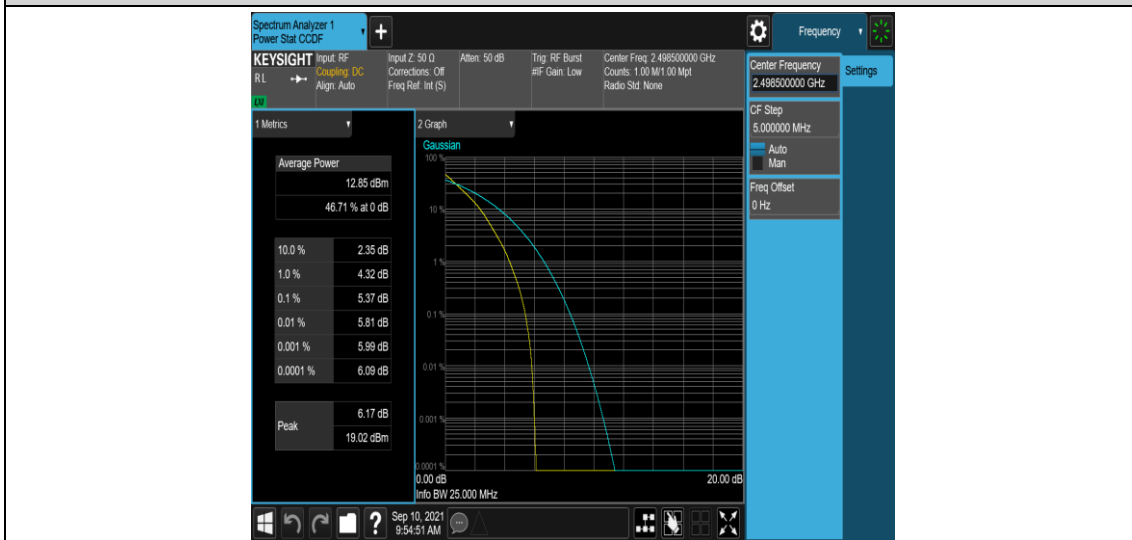 Spectrum Analyzer 1
Power Stat CCDF
+
Frequency
KEYSIGHT
RL
LXI
Input: RF
Coupling: DC
Align: Auto
Input Z: 50 Ω
Corrections: Off
Freq Ref: Int (S)
Atten: 50 dB
Trig: RF Burst
#IF Gain: Low
Center Freq: 2.498500000 GHz
Counts: 1.00 M/1.00 Mpt
Radio Std: None
Center Frequency
2.498500000 GHz
Settings
CF Step
5.000000 MHz
Auto
Man
Freq Offset
0 Hz
1 Metrics
Average Power
12.85 dBm
46.71 % at 0 dB
10.0 % 2.35 dB
1.0 % 4.32 dB
0.1 % 5.37 dB
0.01 % 5.81 dB
0.001 % 5.99 dB
0.0001 % 6.09 dB
Peak
6.17 dB
19.02 dBm
2 Graph
Gaussian
100 %
10 %
1 %
0.1 %
0.01 %
0.001 %
0.0001 %
0.00 dB 20.00 dB
Info BW 25.000 MHz
?
Sep 10, 2021
9:54:51 AM